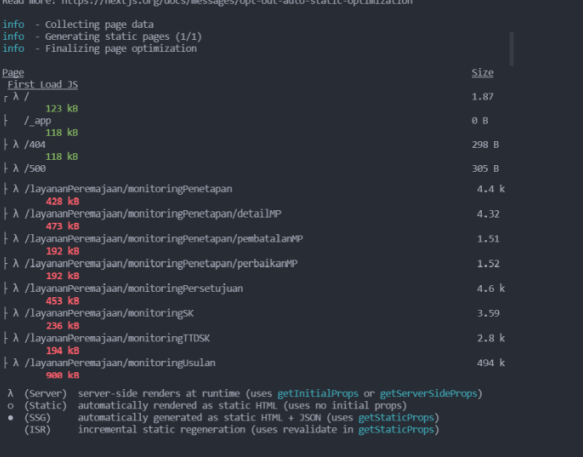 Read more: https://nextjs.org/docs/messages/opt-out-auto-static-optimization
info - Collecting page data
info - Generating static pages (1/1)
info - Finalizing page optimization
Page Size
First Load JS
┌ λ / 1.87
123 kB
├ /_app 0 B
118 kB
├ λ /404 298 B
118 kB
├ λ /500 305 B
├ λ /layananPeremajaan/monitoringPenetapan 4.4 k
428 kB
├ λ /layananPeremajaan/monitoringPenetapan/detailMP 4.32
473 kB
├ λ /layananPeremajaan/monitoringPenetapan/pembatalanMP 1.51
192 kB
├ λ /layananPeremajaan/monitoringPenetapan/perbaikanMP 1.52
192 kB
├ λ /layananPeremajaan/monitoringPersetujuan 4.6 k
453 kB
├ λ /layananPeremajaan/monitoringSK 3.59
236 kB
├ λ /layananPeremajaan/monitoringTTDSK 2.8 k
194 kB
├ λ /layananPeremajaan/monitoringUsulan 494 k
900 kB
λ (Server) server-side renders at runtime (uses getInitialProps or getServerSideProps)
○ (Static) automatically rendered as static HTML (uses no initial props)
● (SSG) automatically generated as static HTML + JSON (uses getStaticProps)
(ISR) incremental static regeneration (uses revalidate in getStaticProps)